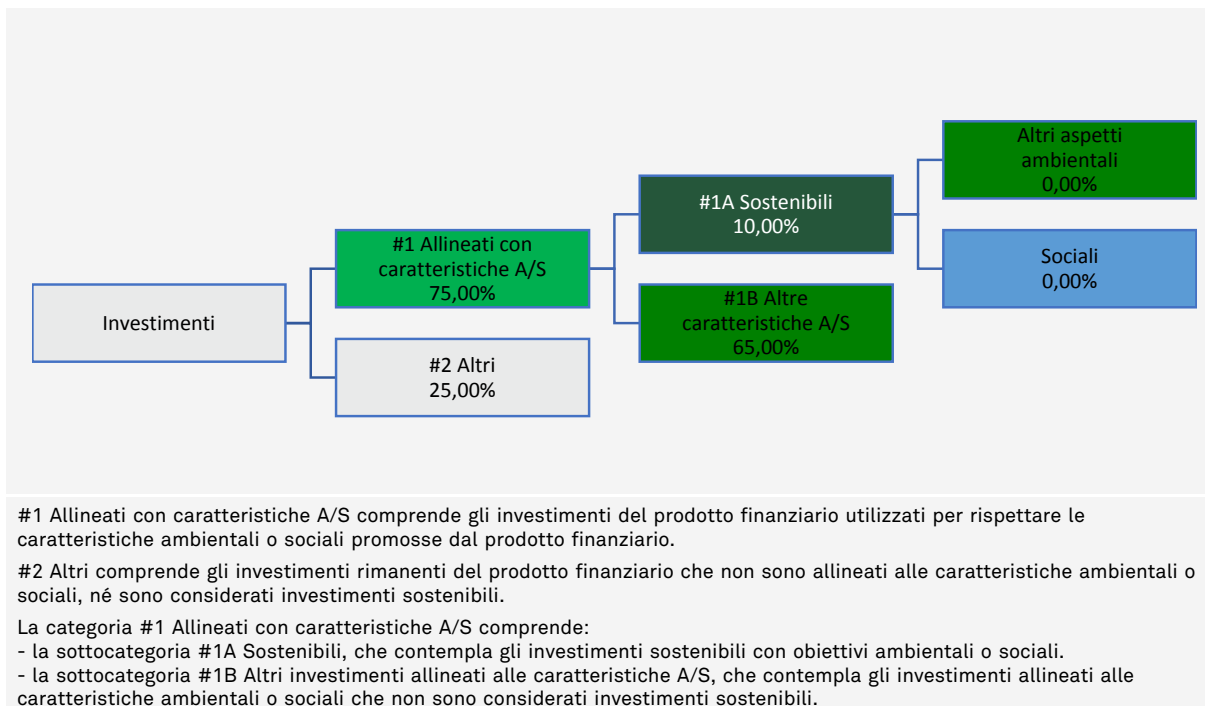 Investimenti
#1 Allineati con
caratteristiche A/S
75,00%
#2 Altri
25,00%
#1A Sostenibili
10,00%
#1B Altre
caratteristiche A/S
65,00%
Altri aspetti
ambientali
0,00%
Sociali
0,00%
#1 Allineati con caratteristiche A/S comprende gli investimenti del prodotto finanziario utilizzati per rispettare le
caratteristiche ambientali o sociali promosse dal prodotto finanziario.
#2 Altri comprende gli investimenti rimanenti del prodotto finanziario che non sono allineati alle caratteristiche ambientali o
sociali, né sono considerati investimenti sostenibili.
La categoria #1 Allineati con caratteristiche A/S comprende:
- la sottocategoria #1A Sostenibili, che contempla gli investimenti sostenibili con obiettivi ambientali o sociali.
- la sottocategoria #1B Altri investimenti allineati alle caratteristiche A/S, che contempla gli investimenti allineati alle
caratteristiche ambientali o sociali che non sono considerati investimenti sostenibili.